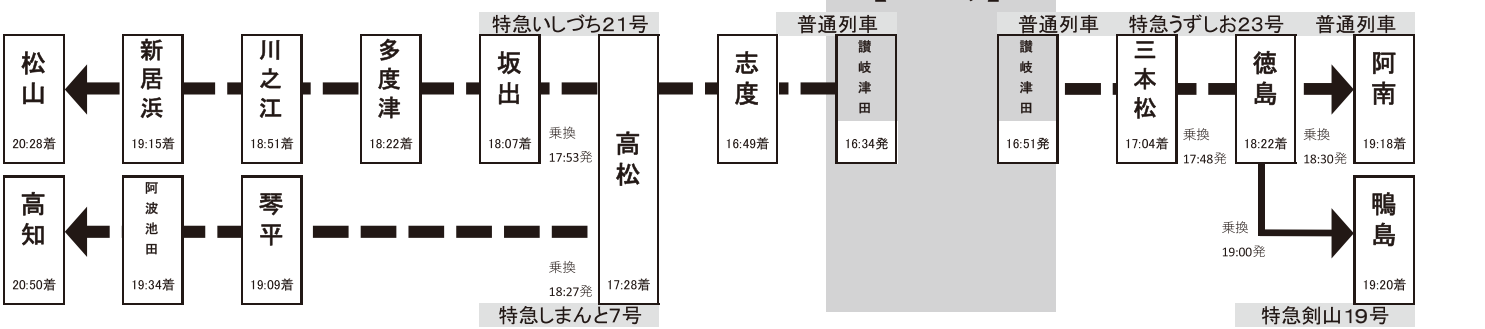 特急いしづち21号
普通列車
普通列車
特急うずしお23号
普通列車
松山
20:28着
新居浜
19:15着
川之江
18:51着
多度津
18:22着
坂出
18:07着
乗換
17:53発
高松
17:28着
志度
16:49着
讃岐津田
16:34発
讃岐津田
16:51発
三本松
17:04着
乗換
17:48発
徳島
18:22着
乗換
18:30発
阿南
19:18着
高知
20:50着
阿波池田
19:34着
琴平
19:09着
乗換
18:27発
乗換
19:00発
鴨島
19:20着
特急しまんと7号
特急剣山19号